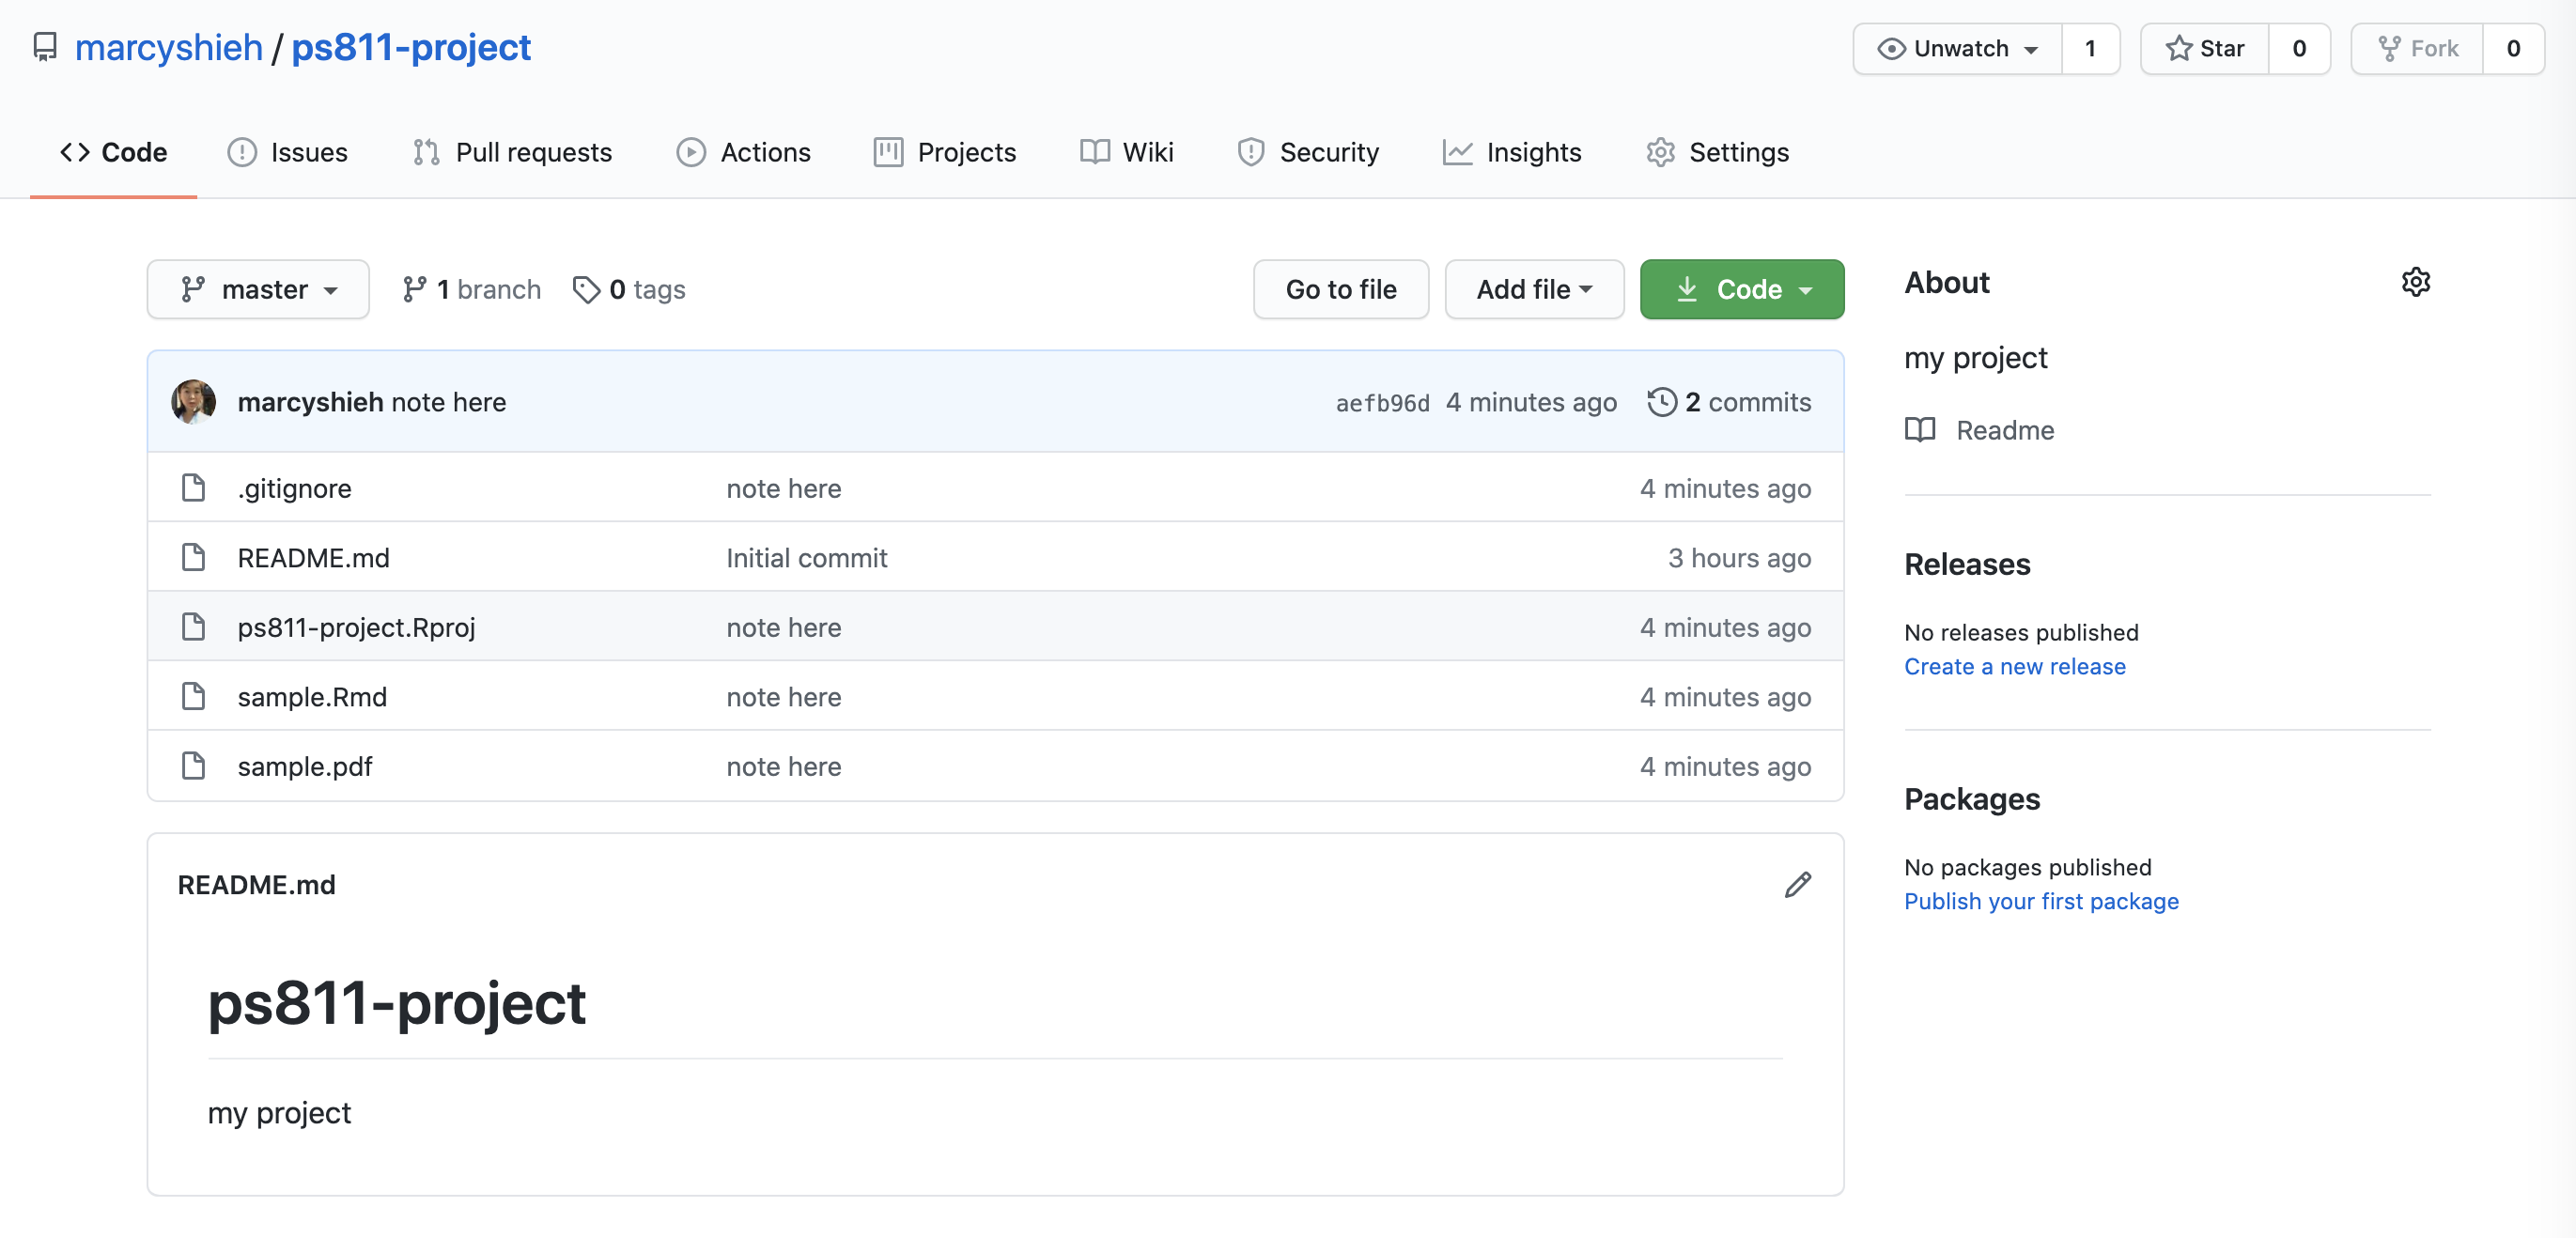 marcyshieh / ps811-project
Unwatch 1 Star 0 Fork 0
Code Issues Pull requests Actions Projects Wiki Security Insights Settings
master 1 branch 0 tags Go to file Add file Code
marcyshieh note here aefb96d 4 minutes ago 2 commits
.gitignore note here 4 minutes ago
README.md Initial commit 3 hours ago
ps811-project.Rproj note here 4 minutes ago
sample.Rmd note here 4 minutes ago
sample.pdf note here 4 minutes ago
README.md
ps811-project
my project
About
my project
Readme
Releases
No releases published
Create a new release
Packages
No packages published
Publish your first package